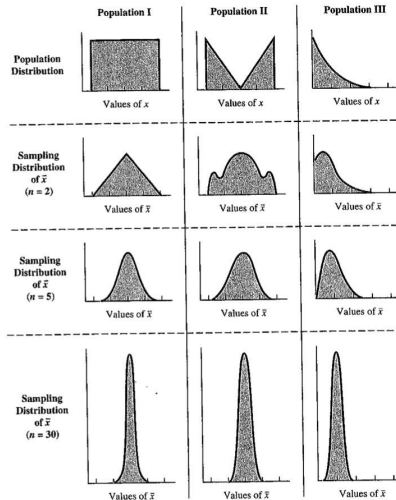 Population I Population II Population III
Population
Distribution
Values of x Values of x Values of x
Sampling
Distribution
of x̄
(n = 2)
Values of x̄ Values of x̄ Values of x̄
Sampling
Distribution
of x̄
(n = 5)
Values of x̄ Values of x̄ Values of x̄
Sampling
Distribution
of x̄
(n = 30)
Values of x̄ Values of x̄ Values of x̄